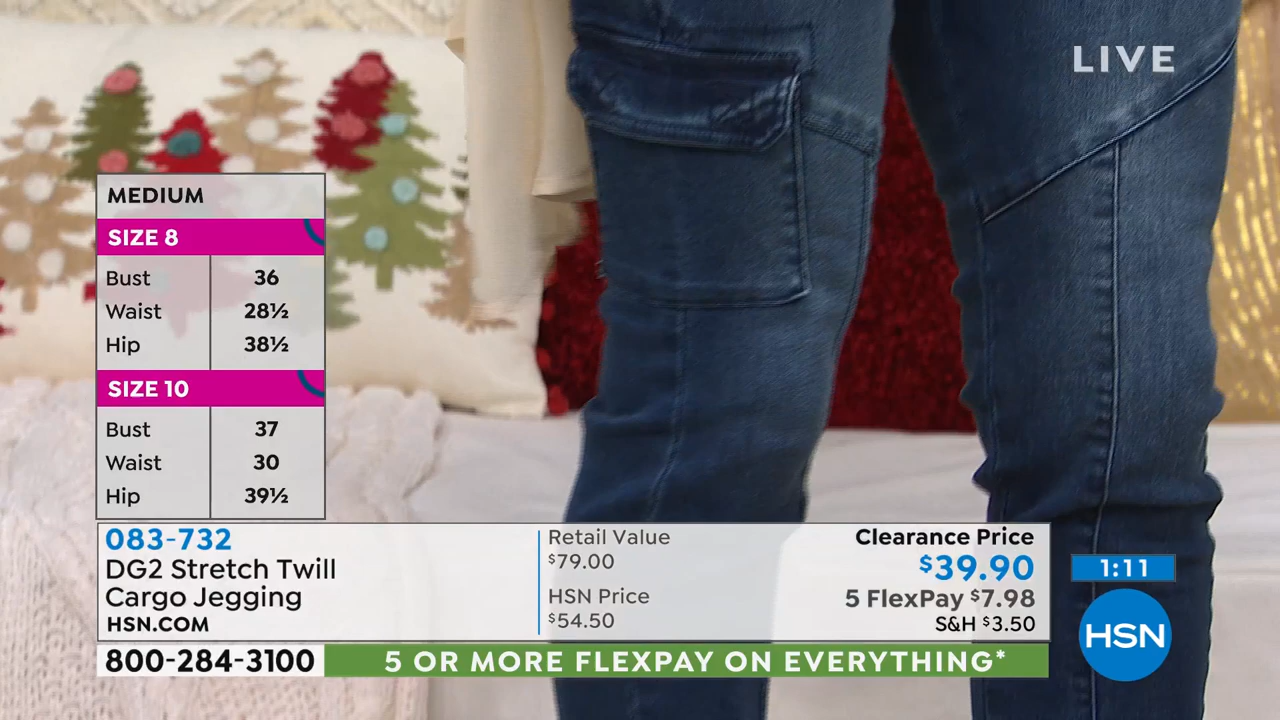 LIVE
MEDIUM
SIZE 8
Bust 36
Waist 28½
Hip 38½
SIZE 10
Bust 37
Waist 30
Hip 39½
083-732
DG2 Stretch Twill
Cargo Jegging
HSN.COM
Retail Value
$79.00
HSN Price
$54.50
Clearance Price
$39.90
5 FlexPay $7.98
S&H $3.50
1:11
HSN
800-284-3100
5 OR MORE FLEXPAY ON EVERYTHING*